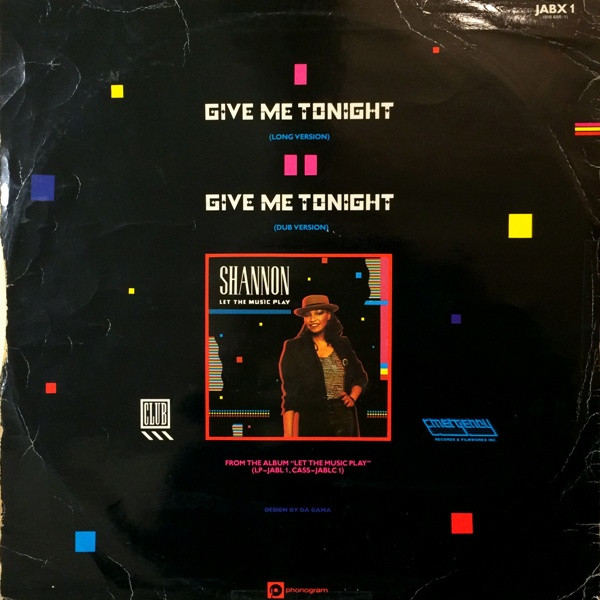 JABX 1
GIVE ME TONIGHT
(LONG VERSION)
GIVE ME TONIGHT
(DUB VERSION)
SHANNON
LET THE MUSIC PLAY
CLUB
emergency
RECORDS & FILMWORKS INC.
FROM THE ALBUM "LET THE MUSIC PLAY"
(LP-JABL 1, CASS-JABLC 1)
DESIGN BY DA GAMA
phonogram